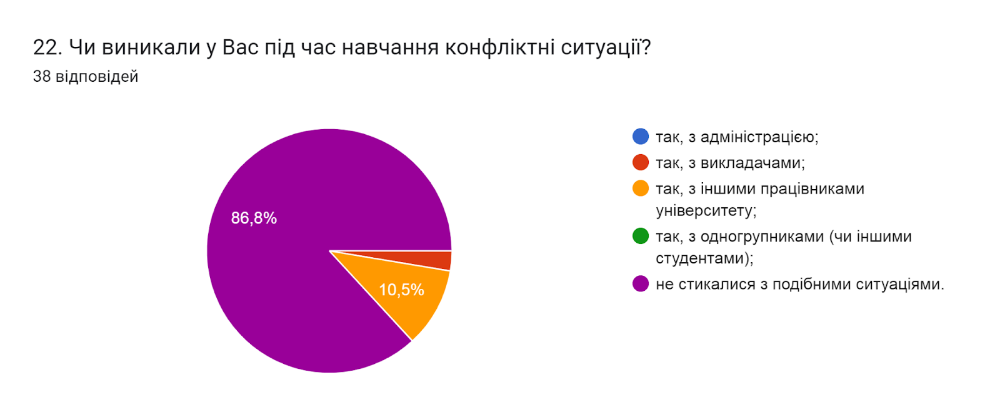 22. Чи виникали у Вас під час навчання конфліктні ситуації?
38 відповідей
86,8%
10,5%
так, з адміністрацією;
так, з викладачами;
так, з іншими працівниками
університету;
так, з одногрупниками (чи іншими
студентами);
не стикалися з подібними ситуаціями.